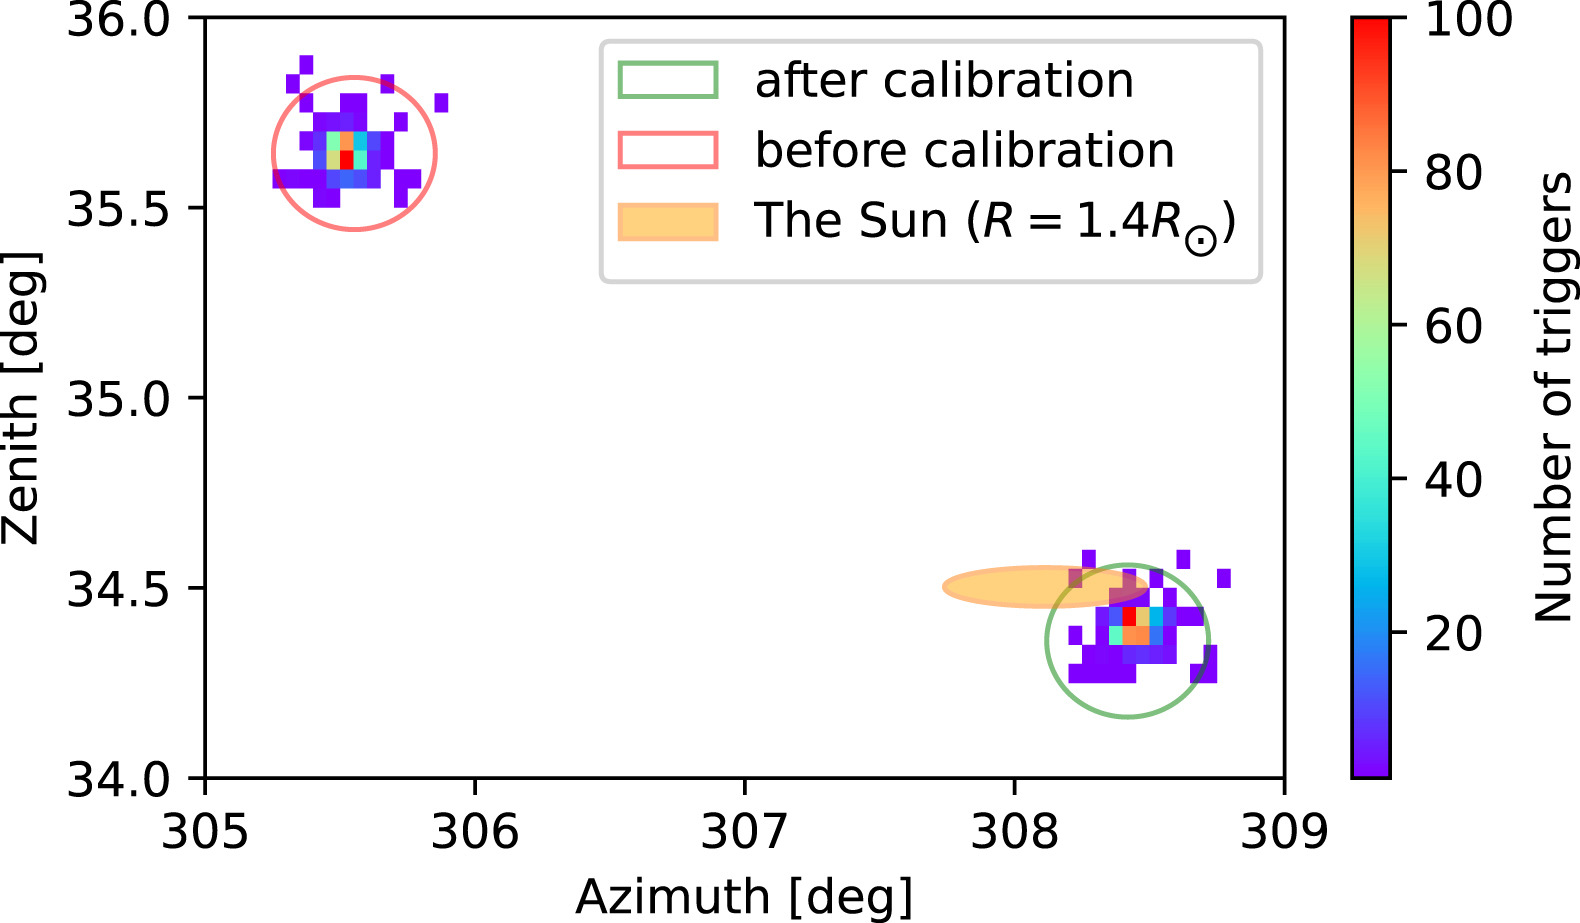 36.0
35.5
35.0
34.5
34.0
Zenith [deg]
305 306 307 308 309
Azimuth [deg]
after calibration
before calibration
The Sun (R = 1.4R⊙)
100
80
60
40
20
Number of triggers